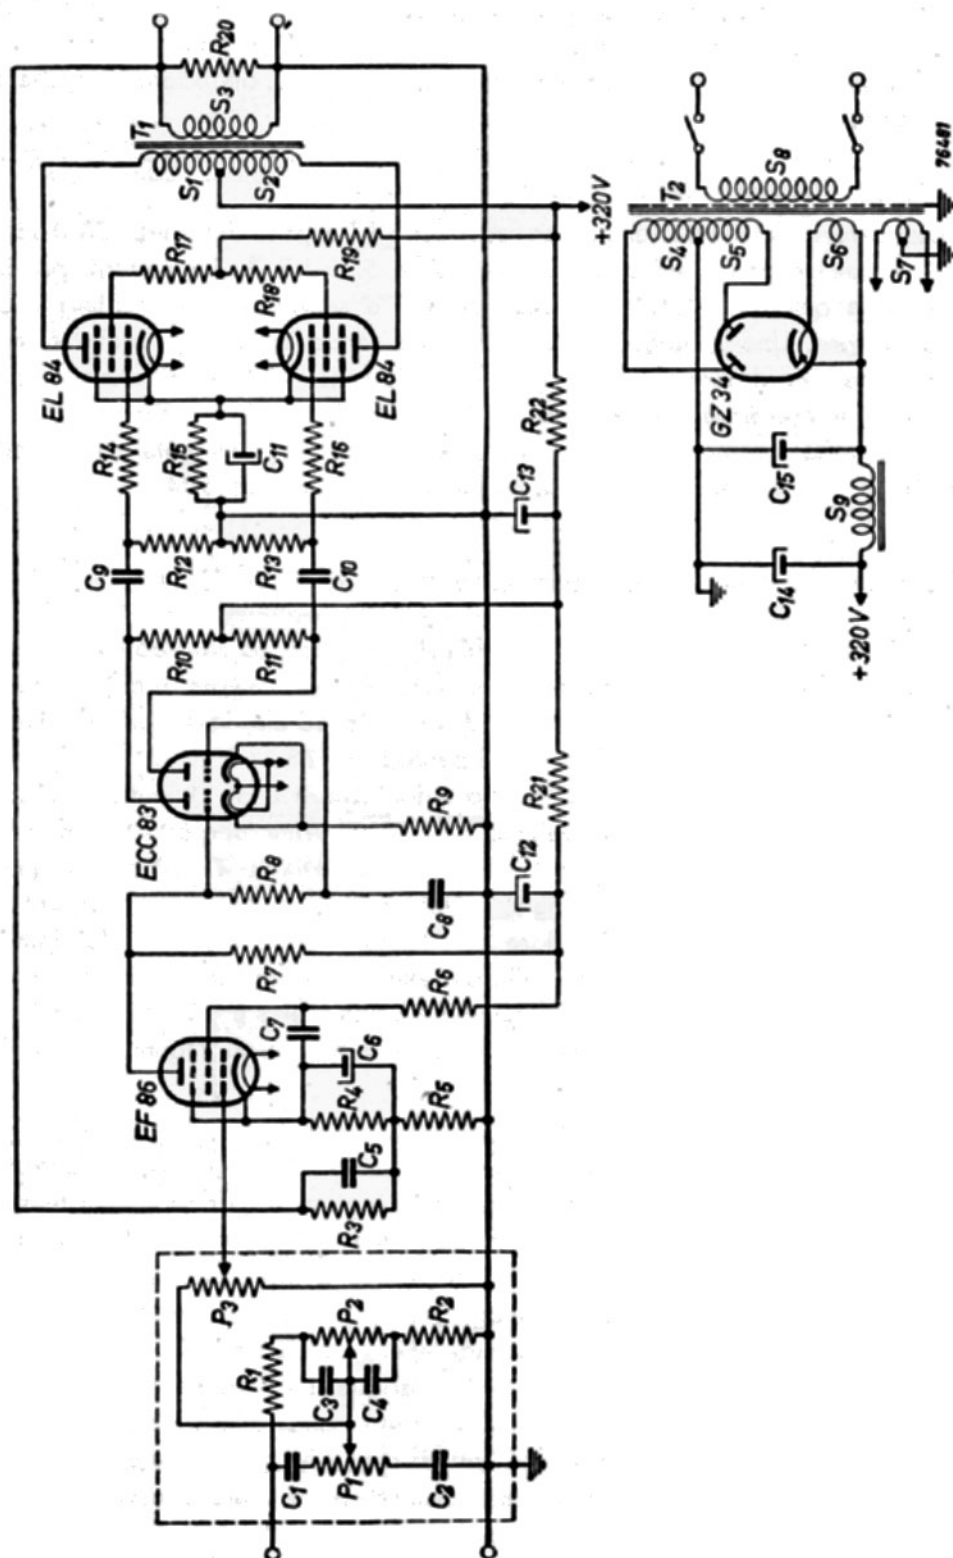 R20
S3
T1
S1
S2
R17
R18
R19
EL 84
EL 84
R14
R15
C11
R16
C9
R12
R13
C10
R10
R11
ECC 83
R9
R8
C8
R7
EF 86
C7
R6
C6
R4
R5
C5
R3
P3
P2
R2
R1
C3
C4
C1
P1
C2
C13
R22
C12
R21
+320V
T2
S8
S4
S5
S6
S7
GZ 34
C15
S9
C14
+320V
76481